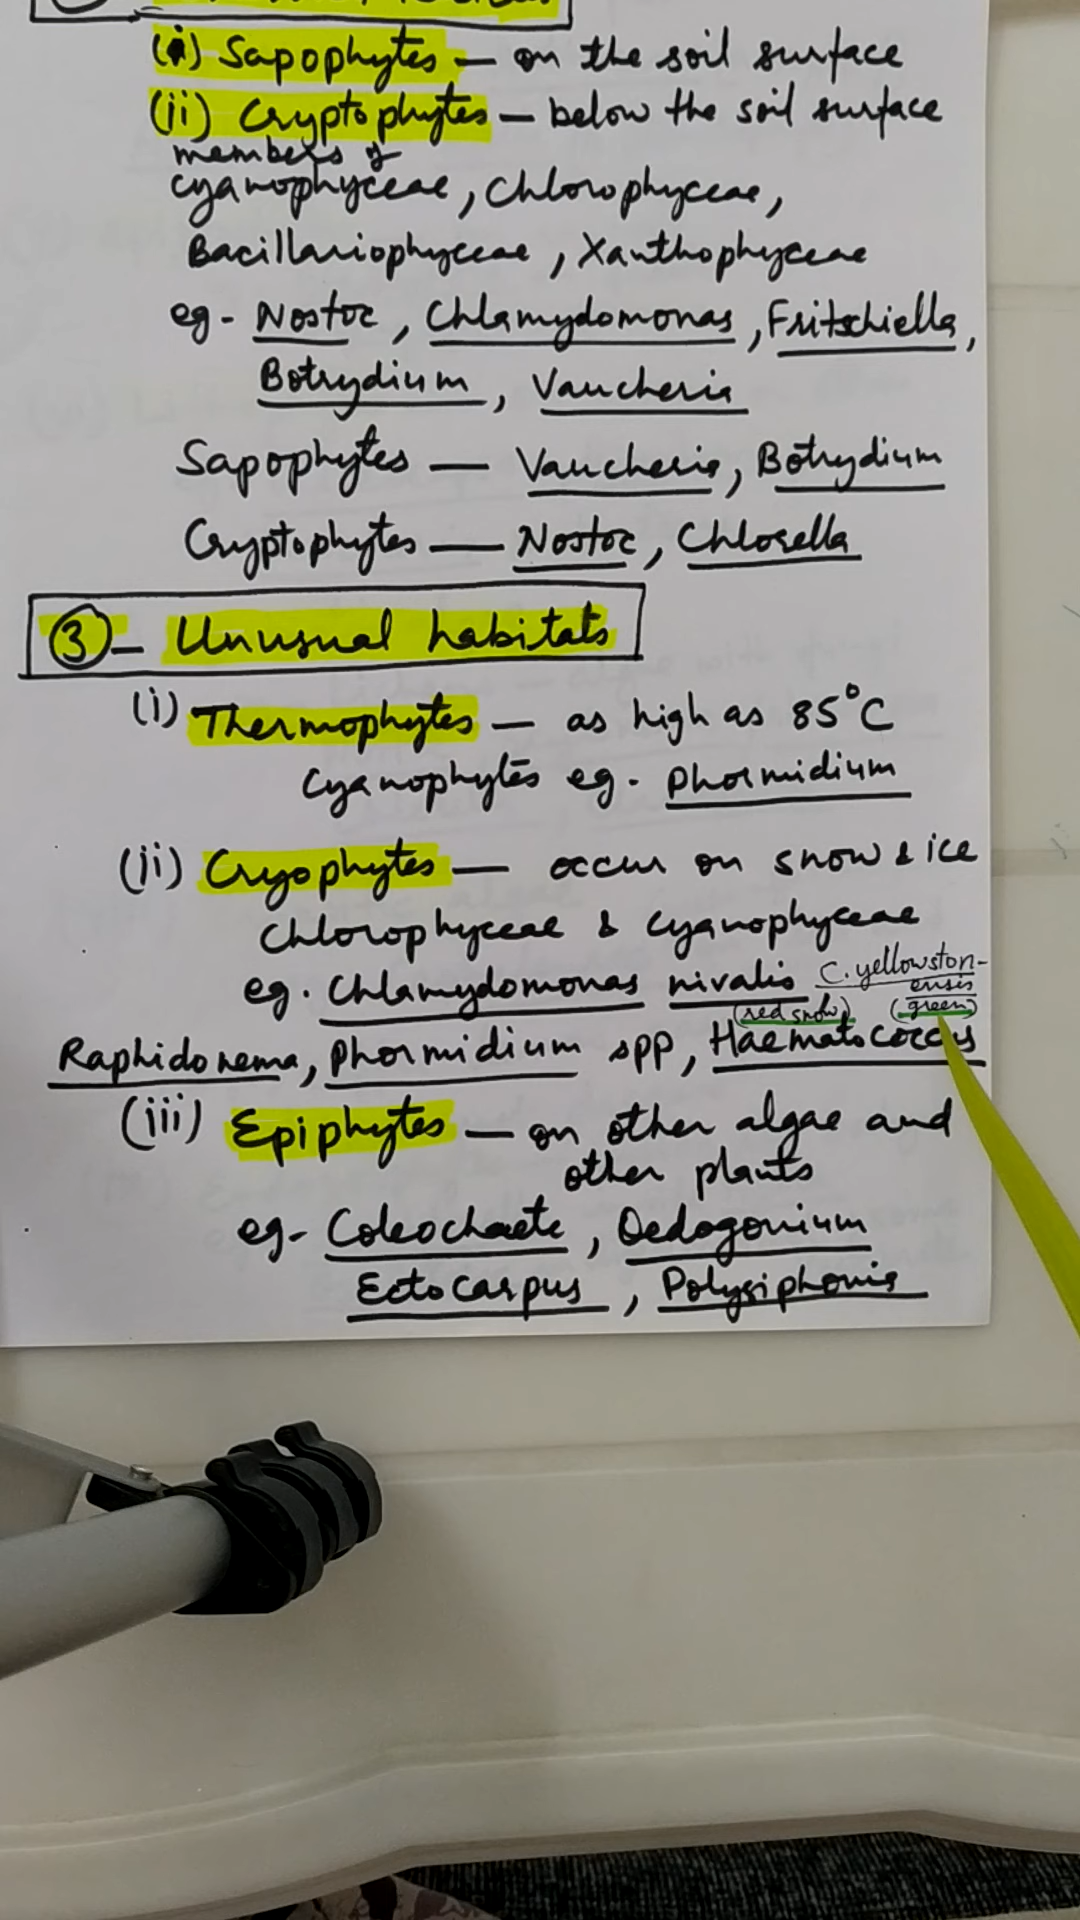 (i) Sapophytes — on the soil surface
(ii) Cryptophytes — below the soil surface
members of
cyanophyceae, Chlorophyceae,
Bacillariophyceae, Xanthophyceae
eg- Nostoc, Chlamydomonas, Fritschiella,
Botrydium, Vaucheria
Sapophytes — Vaucheria, Botrydium
Cryptophytes — Nostoc, Chlorella
3 - Unusual habitats
(i) Thermophytes — as high as 85°C
Cyanophytes eg. Phormidium
(ii) Cryophytes — occur on snow & ice
Chlorophyceae & Cyanophyceae
eg. Chlamydomonas nivalis C. yellowston-
ensis
(red snow) (green)
Raphidonema, Phormidium spp, Haematococcus
(iii) Epiphytes — on other algae and
other plants
eg- Coleochaete, Oedogonium
Ectocarpus, Polysiphonia